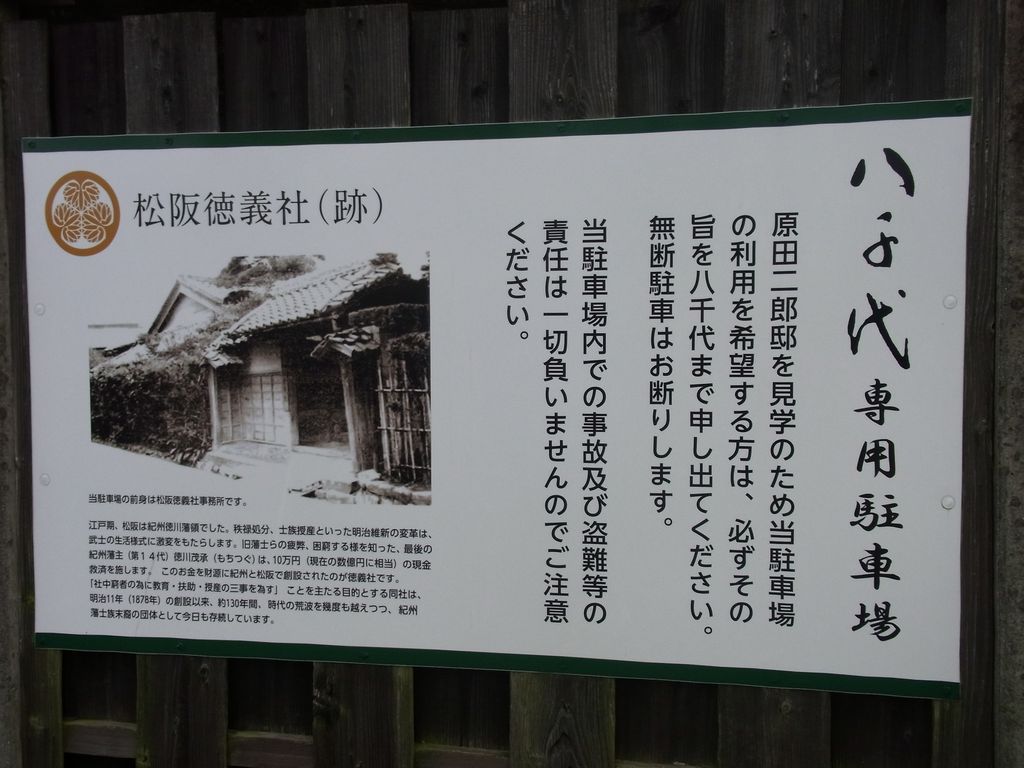 八千代専用駐車場
原田二郎邸を見学のため当駐車場
の利用を希望する方は、必ずその
旨を八千代まで申し出てください。
無断駐車はお断りします。
当駐車場内での事故及び盗難等の
責任は一切負いませんのでご注意
ください。
松阪徳義社(跡)
当駐車場の前身は松阪徳義社事務所です。
江戸期、松阪は紀州徳川藩領でした。秩禄処分、士族授産といった明治維新の変革は、
武士の生活様式に激変をもたらします。旧藩士らの疲弊、困窮する様を知った、最後の
紀州藩主(第14代)徳川茂承(もちつぐ)は、10万円(現在の数億円に相当)の現金
救済を施します。このお金を財源に紀州と松阪で創設されたのが徳義社です。
「社中窮者の為に教育・扶助・授産の三事を為す」ことを主たる目的とする同社は、
明治11年(1878年)の創設以来、約130年間、時代の荒波を幾度も越えつつ、紀州
藩士族末裔の団体として今日も存続しています。